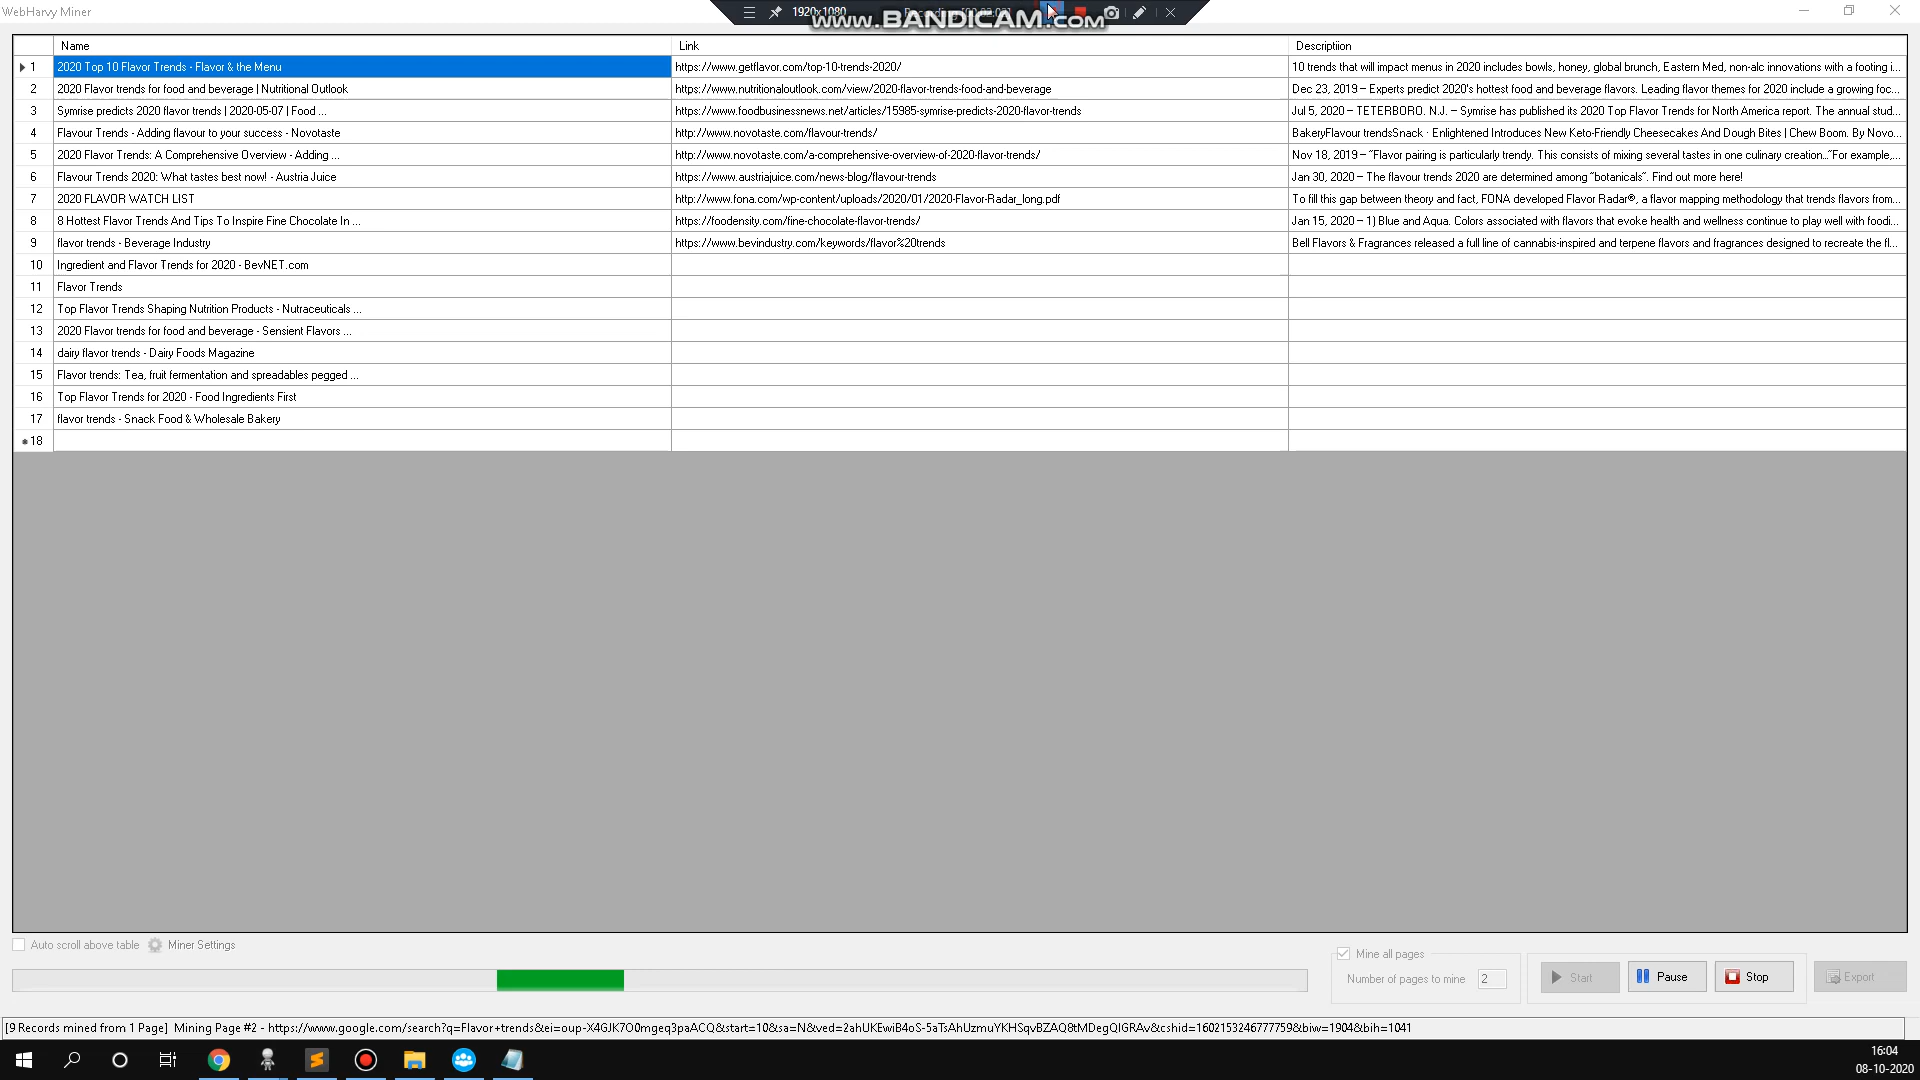 WebHarvy Miner
1920x1080
www.BANDICAM.com
Name Link Descriptiion
1 2020 Top 10 Flavor Trends - Flavor & the Menu https://www.getflavor.com/top-10-trends-2020/ 10 trends that will impact menus in 2020 includes bowls, honey, global brunch, Eastern Med, non-alc innovations with a footing i...
2 2020 Flavor trends for food and beverage | Nutritional Outlook https://www.nutritionaloutlook.com/view/2020-flavor-trends-food-and-beverage Dec 23, 2019 – Experts predict 2020's hottest food and beverage flavors. Leading flavor themes for 2020 include a growing foc...
3 Symrise predicts 2020 flavor trends | 2020-05-07 | Food ... https://www.foodbusinessnews.net/articles/15985-symrise-predicts-2020-flavor-trends Jul 5, 2020 – TETERBORO. N.J. – Symrise has published its 2020 Top Flavor Trends for North America report. The annual stud...
4 Flavour Trends - Adding flavour to your success - Novotaste http://www.novotaste.com/flavour-trends/ BakeryFlavour trendsSnack · Enlightened Introduces New Keto-Friendly Cheesecakes And Dough Bites | Chew Boom. By Novo...
5 2020 Flavor Trends: A Comprehensive Overview - Adding ... http://www.novotaste.com/a-comprehensive-overview-of-2020-flavor-trends/ Nov 18, 2019 – “Flavor pairing is particularly trendy. This consists of mixing several tastes in one culinary creation...“For example,...
6 Flavour Trends 2020: What tastes best now! - Austria Juice https://www.austriajuice.com/news-blog/flavour-trends Jan 30, 2020 – The flavour trends 2020 are determined among “botanicals”. Find out more here!
7 2020 FLAVOR WATCH LIST http://www.fona.com/wp-content/uploads/2020/01/2020-Flavor-Radar_long.pdf To fill this gap between theory and fact, FONA developed Flavor Radar®, a flavor mapping methodology that trends flavors from...
8 8 Hottest Flavor Trends And Tips To Inspire Fine Chocolate In ... https://foodensity.com/fine-chocolate-flavor-trends/ Jan 15, 2020 – 1) Blue and Aqua. Colors associated with flavors that evoke health and wellness continue to play well with foodi...
9 flavor trends - Beverage Industry https://www.bevindustry.com/keywords/flavor%20trends Bell Flavors & Fragrances released a full line of cannabis-inspired and terpene flavors and fragrances designed to recreate the fl...
10 Ingredient and Flavor Trends for 2020 - BevNET.com
11 Flavor Trends
12 Top Flavor Trends Shaping Nutrition Products - Nutraceuticals ...
13 2020 Flavor trends for food and beverage - Sensient Flavors ...
14 dairy flavor trends - Dairy Foods Magazine
15 Flavor trends: Tea, fruit fermentation and spreadables pegged ...
16 Top Flavor Trends for 2020 - Food Ingredients First
17 flavor trends - Snack Food & Wholesale Bakery
18
Auto scroll above table Miner Settings
Mine all pages
Number of pages to mine 2
Start Pause Stop Export
[9 Records mined from 1 Page] Mining Page #2 - https://www.google.com/search?q=Flavor+trends&ei=oup-X4GJK7O0mgeq3paACQ&start=10&sa=N&ved=2ahUKEwiB4oS-5aTsAhUzmuYKHSqvBZAQ8tMDegQIGRAv&cshid=1602153246777759&biw=1904&bih=1041
16:04
08-10-2020